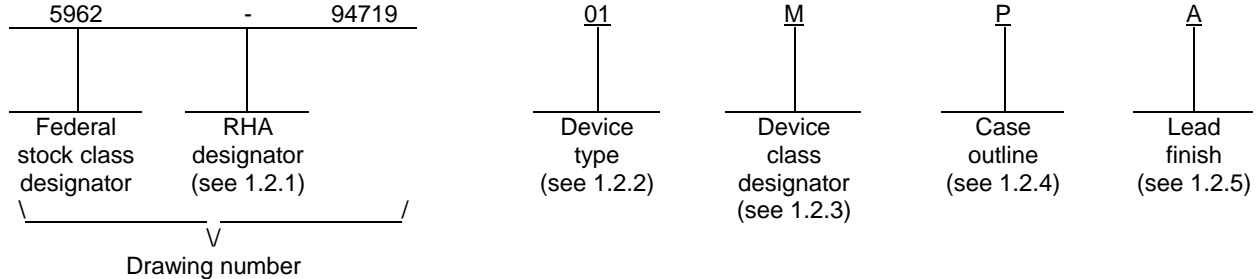 5962 - 94719 01 M P A
Federal stock class designator
RHA designator (see 1.2.1)
Device type (see 1.2.2)
Device class designator (see 1.2.3)
Case outline (see 1.2.4)
Lead finish (see 1.2.5)
\ / \/
Drawing number